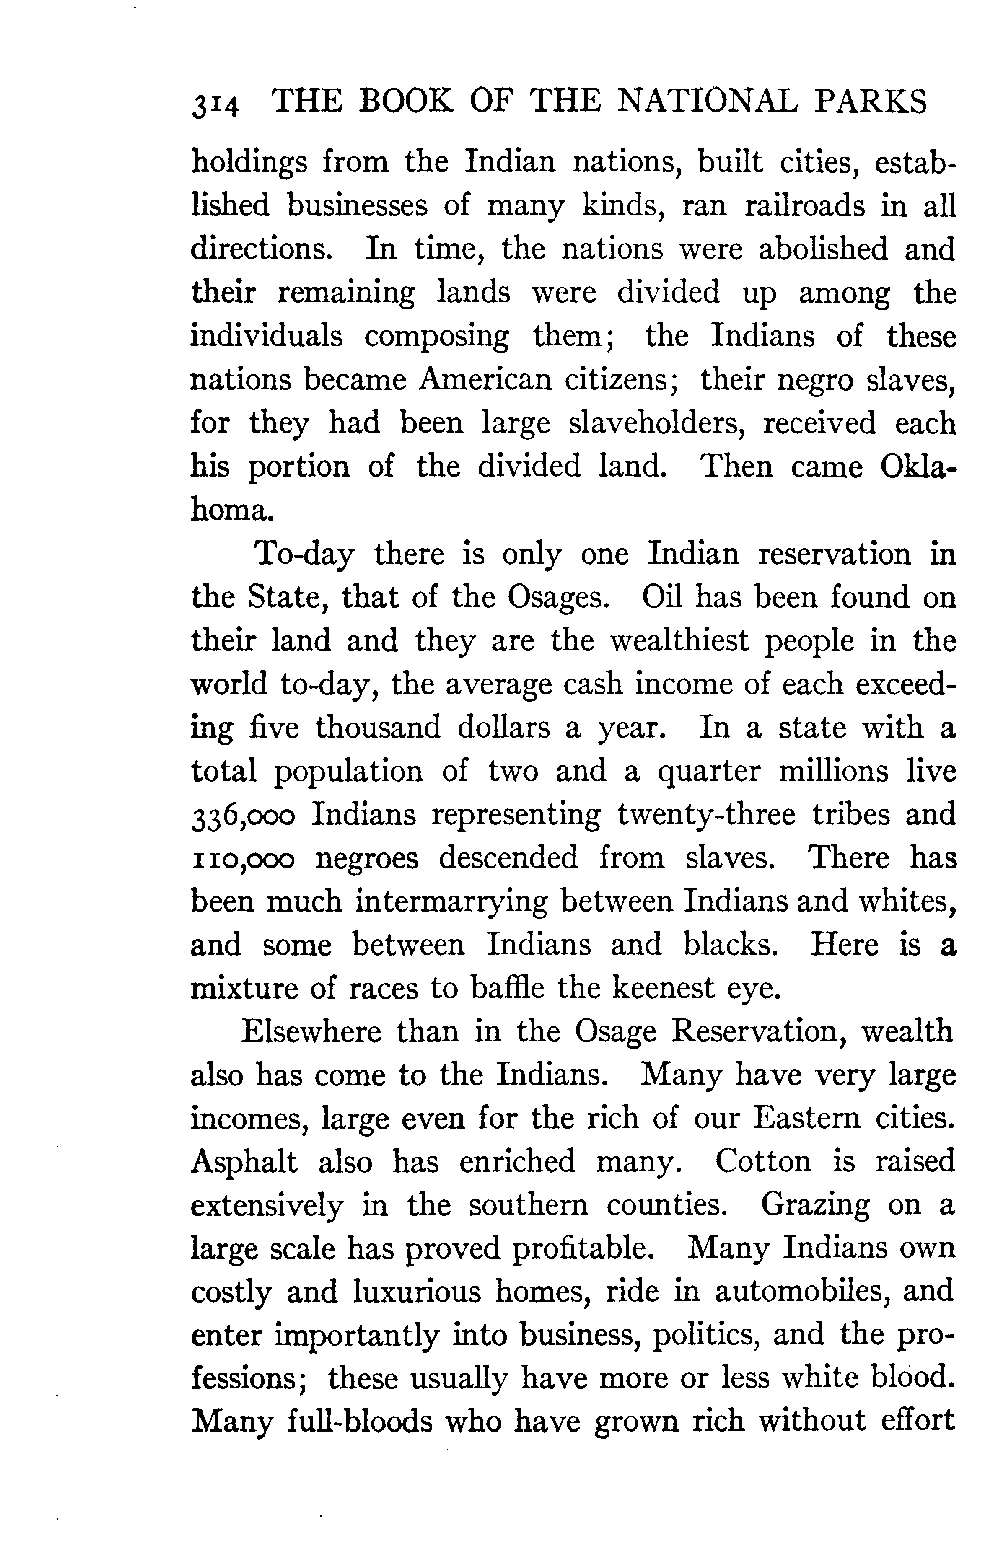 314 THE BOOK OF THE NATIONAL PARKS
holdings from the Indian nations, built cities, estab-
lished businesses of many kinds, ran railroads in all
directions. In time, the nations were abolished and
their remaining lands were divided up among the
individuals composing them; the Indians of these
nations became American citizens; their negro slaves,
for they had been large slaveholders, received each
his portion of the divided land. Then came Okla-
homa.
To-day there is only one Indian reservation in
the State, that of the Osages. Oil has been found on
their land and they are the wealthiest people in the
world to-day, the average cash income of each exceed-
ing five thousand dollars a year. In a state with a
total population of two and a quarter millions live
336,000 Indians representing twenty-three tribes and
110,000 negroes descended from slaves. There has
been much intermarrying between Indians and whites,
and some between Indians and blacks. Here is a
mixture of races to baffle the keenest eye.
Elsewhere than in the Osage Reservation, wealth
also has come to the Indians. Many have very large
incomes, large even for the rich of our Eastern cities.
Asphalt also has enriched many. Cotton is raised
extensively in the southern counties. Grazing on a
large scale has proved profitable. Many Indians own
costly and luxurious homes, ride in automobiles, and
enter importantly into business, politics, and the pro-
fessions; these usually have more or less white blood.
Many full-bloods who have grown rich without effort